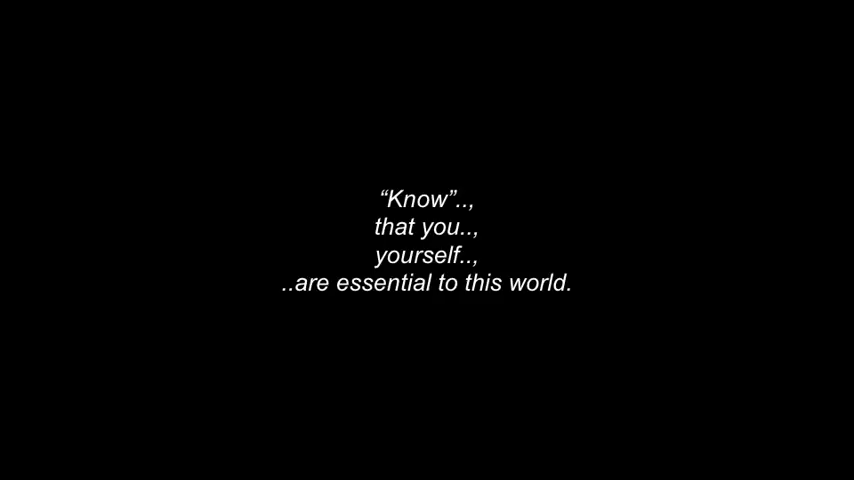 “Know”..,
that you..,
yourself..,
..are essential to this world.